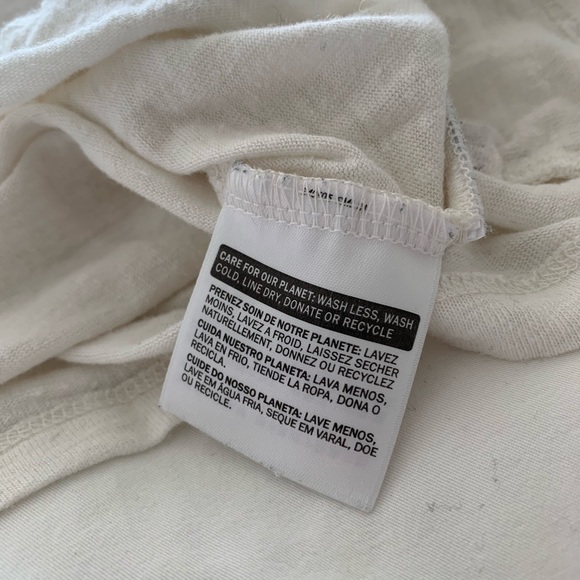 CARE FOR OUR PLANET: WASH LESS, WASH
COLD, LINE DRY, DONATE OR RECYCLE
PRENEZ SOIN DE NOTRE PLANETE: LAVEZ
MOINS, LAVEZ À FROID, LAISSEZ SECHER
NATURELLEMENT, DONNEZ OU RECYCLEZ
CUIDA NUESTRO PLANETA: LAVA MENOS,
LAVA EN FRIO, TIENDE LA ROPA, DONA O
RECICLA.
CUIDE DO NOSSO PLANETA: LAVE MENOS,
LAVE EM ÁGUA FRIA, SEQUE EM VARAL, DOE
OU RECICLE.